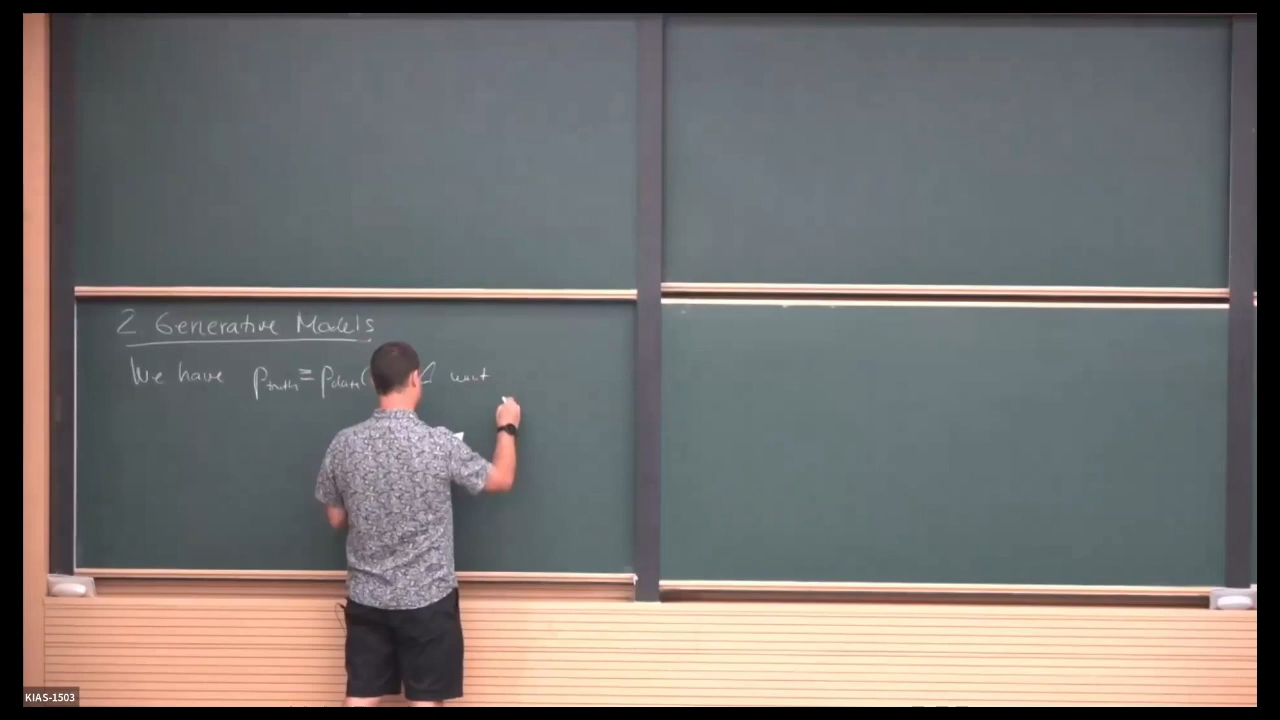 2 Generative Models
We have p_truth ≡ p_data( want
KIAS-1503